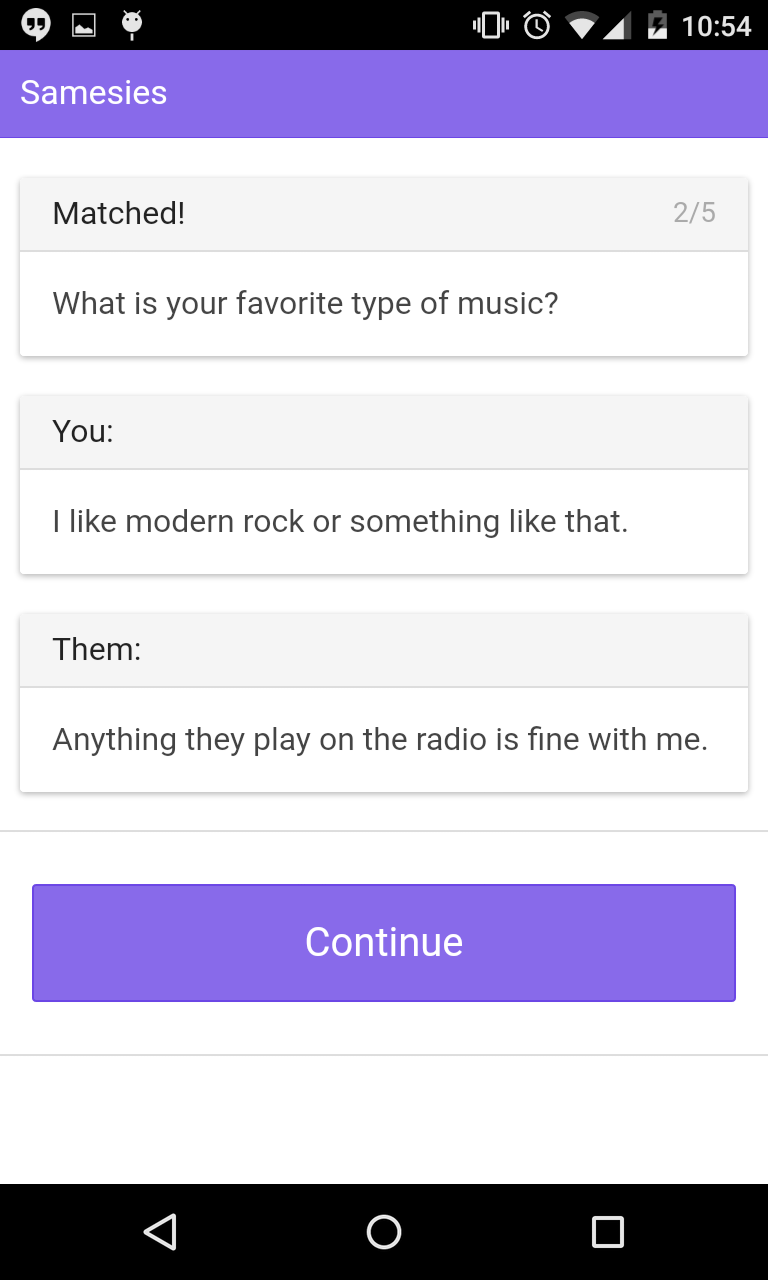 10:54
Samesies
Matched! 2/5
What is your favorite type of music?
You:
I like modern rock or something like that.
Them:
Anything they play on the radio is fine with me.
Continue